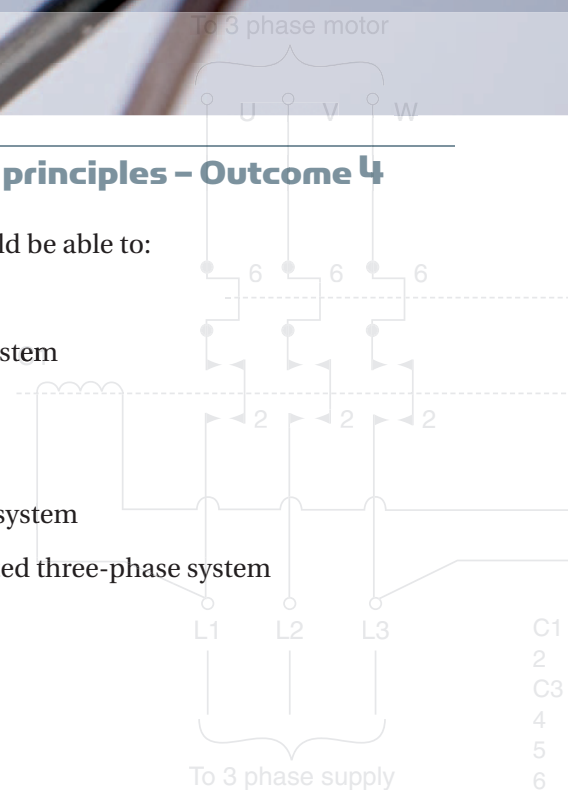 To 3 phase motor
U V W
principles – Outcome 4
ld be able to:
6 6 6
stem
2 2 2
system
ed three-phase system
L1 L2 L3
C1
2
C3
4
5
6
To 3 phase supply